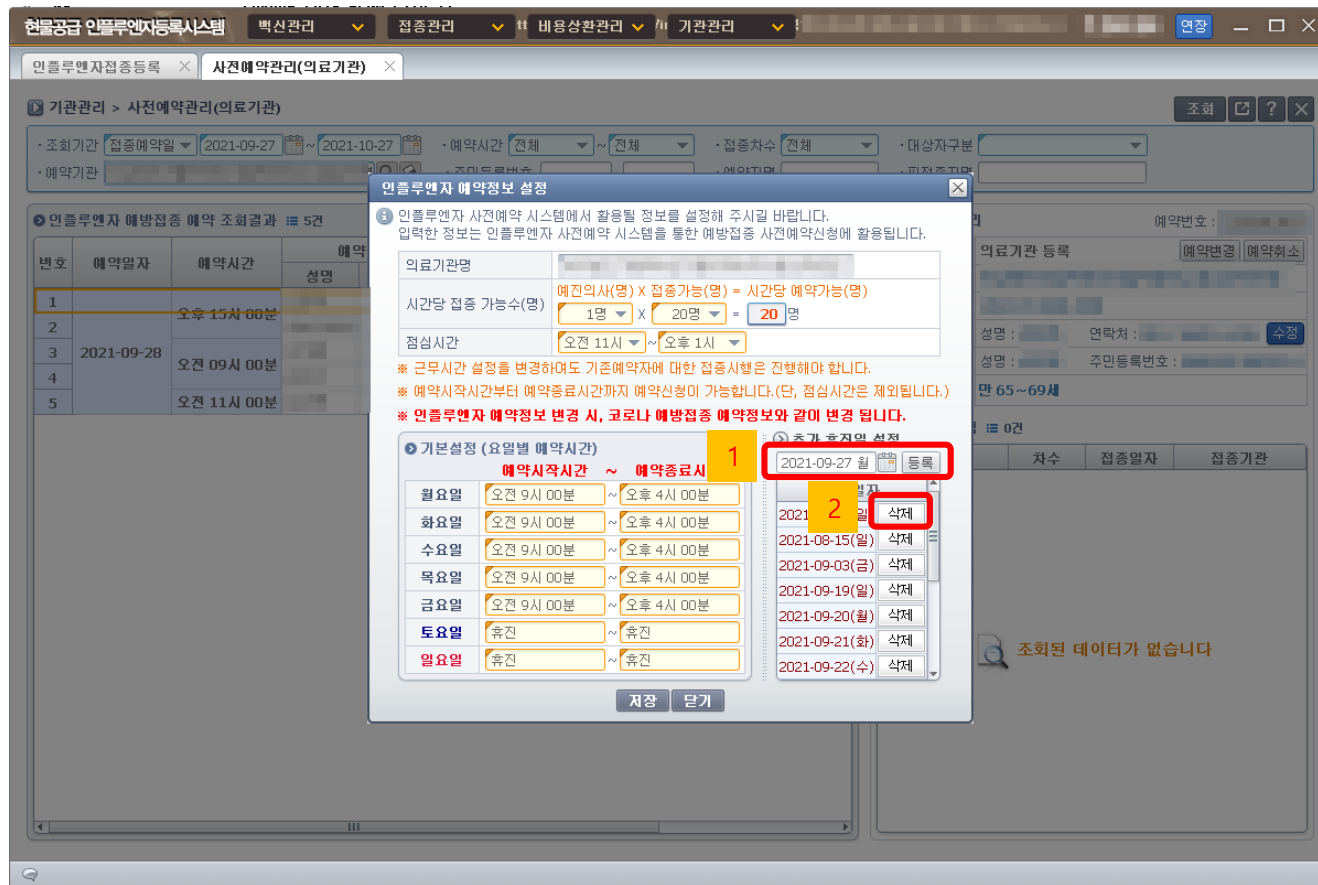 현물공급 인플루엔자등록시스템 백신관리 접종관리 tt 비용상환관리 기관관리 연장
인플루엔자접종등록 사전예약관리(의료기관)
기관관리 > 사전예약관리(의료기관) 조회
· 조회기간 접종예약일 2021-09-27 ~ 2021-10-27 · 예약시간 전체 ~ 전체 · 접종차수 전체 · 대상자구분
· 예약기관
인플루엔자 예방접종 예약 조회결과 5건
예약번호 :
번호 예약일자 예약시간 예약
성명
1
2
3
4
5
2021-09-28
오후 15시 00분
오전 09시 00분
오전 11시 00분
인플루엔자 예약정보 설정
인플루엔자 사전예약 시스템에서 활용될 정보를 설정해 주시길 바랍니다.
입력한 정보는 인플루엔자 사전예약 시스템을 통한 예방접종 사전예약신청에 활용됩니다.
의료기관명
시간당 접종 가능수(명) 예진의사(명) X 접종가능(명) = 시간당 예약가능(명)
1명 X 20명 = 20 명
점심시간 오전 11시 ~ 오후 1시
※ 근무시간 설정을 변경하여도 기존예약자에 대한 접종시행은 진행해야 합니다.
※ 예약시작시간부터 예약종료시간까지 예약신청이 가능합니다.(단, 점심시간은 제외됩니다.)
※ 인플루엔자 예약정보 변경 시, 코로나 예방접종 예약정보와 같이 변경 됩니다.
기본설정 (요일별 예약시간)
예약시작시간 ~ 예약종료시
월요일 오전 9시 00분 ~ 오후 4시 00분
화요일 오전 9시 00분 ~ 오후 4시 00분
수요일 오전 9시 00분 ~ 오후 4시 00분
목요일 오전 9시 00분 ~ 오후 4시 00분
금요일 오전 9시 00분 ~ 오후 4시 00분
토요일 휴진 ~ 휴진
일요일 휴진 ~ 휴진
추가 휴진일 설정
1 2021-09-27 월 등록
일자
2 삭제
2021-08-15(일) 삭제
2021-09-03(금) 삭제
2021-09-19(일) 삭제
2021-09-20(월) 삭제
2021-09-21(화) 삭제
2021-09-22(수) 삭제
저장 닫기
의료기관 등록 예약변경 예약취소
성명 : 연락처 : 수정
성명 : 주민등록번호 :
만 65~69세
0건
차수 접종일자 접종기관
조회된 데이터가 없습니다